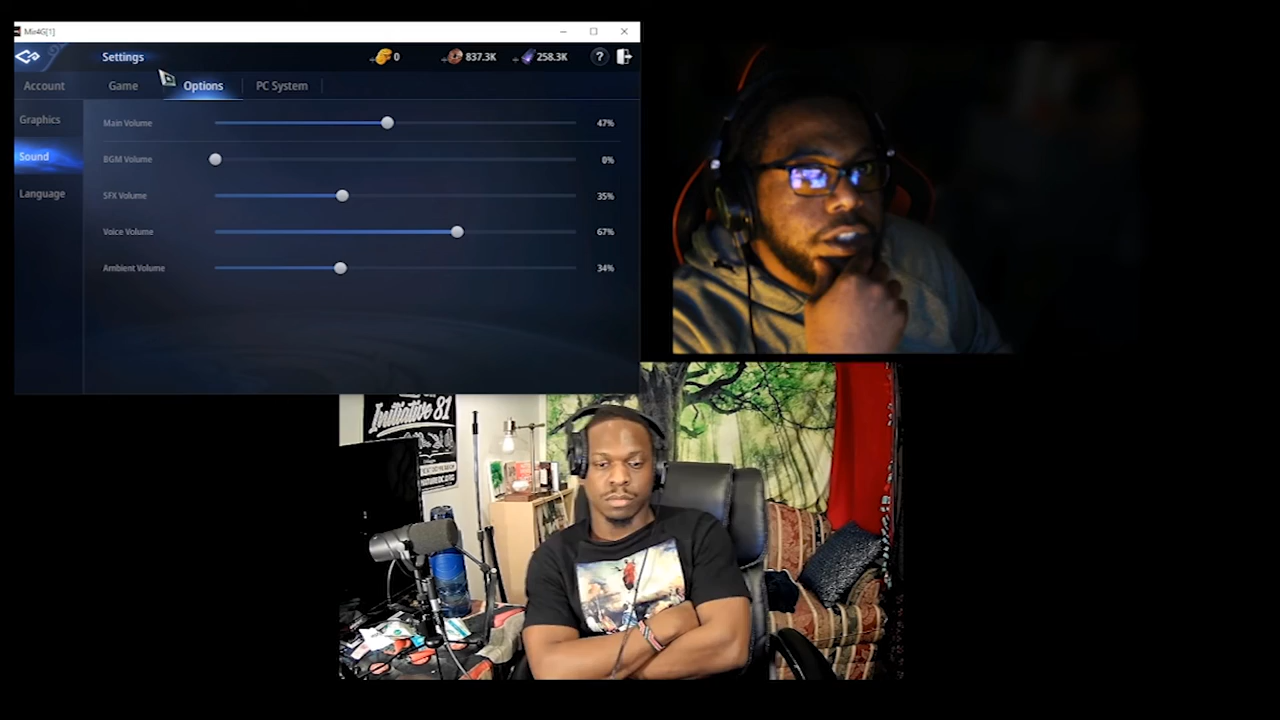 Mir4G[1]
Settings
0
837.3K
258.3K
?
Account
Game
Options
PC System
Graphics
Sound
Language
Main Volume
47%
BGM Volume
0%
SFX Volume
35%
Voice Volume
67%
Ambient Volume
34%
Initiative 81